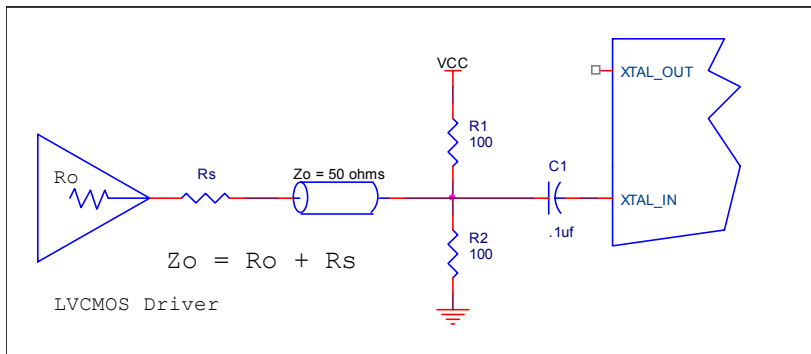 VCC
XTAL_OUT
R1
100
Ro
Rs
Zo = 50 ohms
C1
XTAL_IN
.1uf
R2
100
Zo = Ro + Rs
LVCMOS Driver